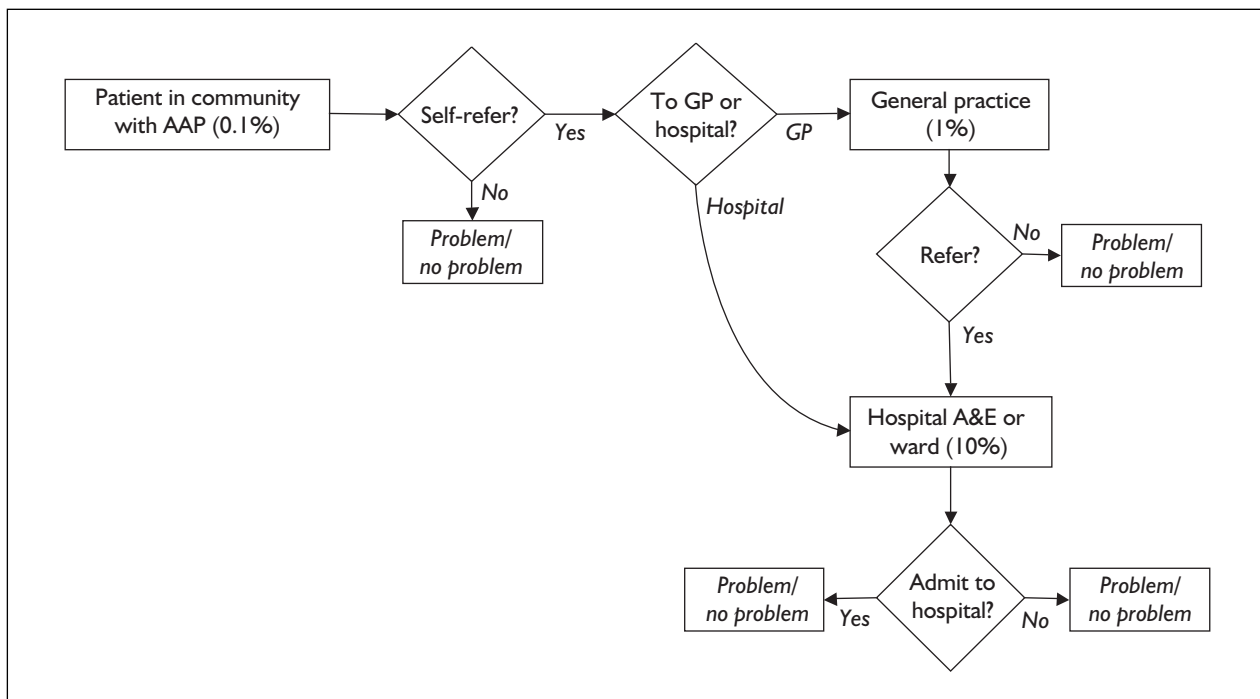 Patient in community
with AAP (0.1%)
Self-refer?
Yes
No
Problem/
no problem
To GP or
hospital?
GP
Hospital
General practice
(1%)
Refer?
No
Problem/
no problem
Yes
Hospital A&E or
ward (10%)
Admit to
hospital?
Yes
Problem/
no problem
No
Problem/
no problem